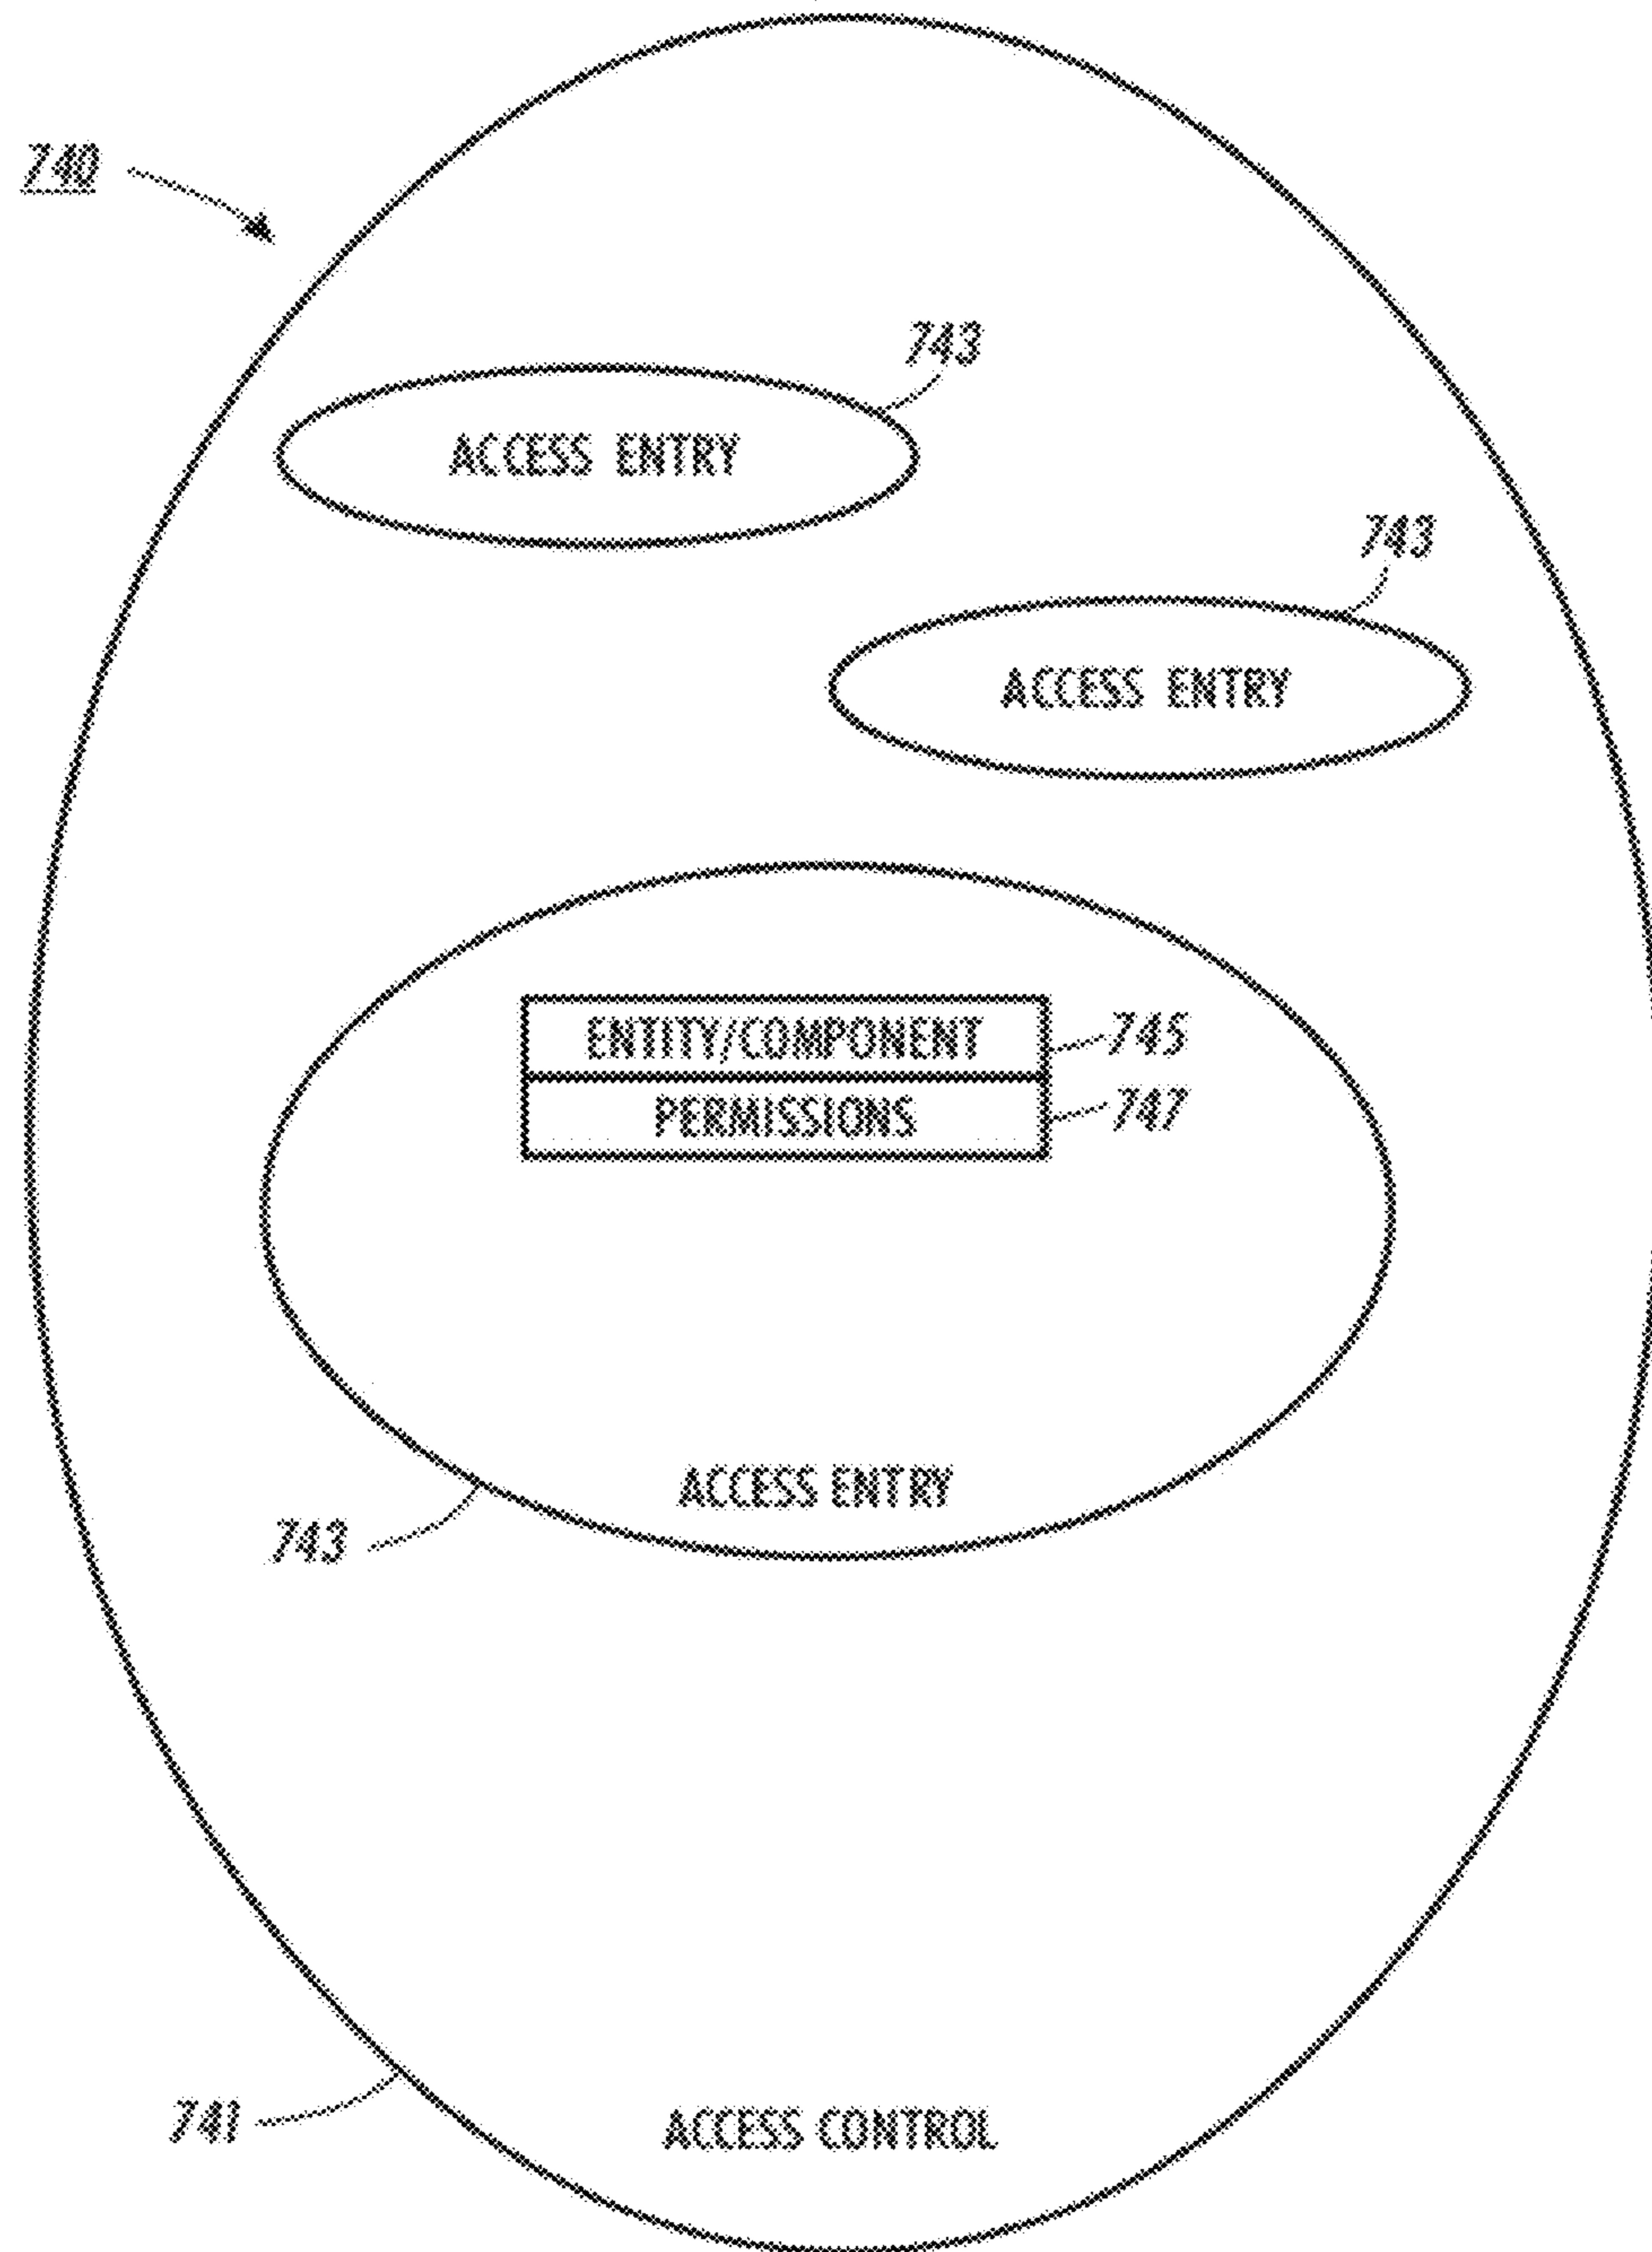 740
743
ACCESS ENTRY
743
ACCESS ENTRY
ENTITY/COMPONENT
745
PERMISSIONS
747
ACCESS ENTRY
743
741
ACCESS CONTROL